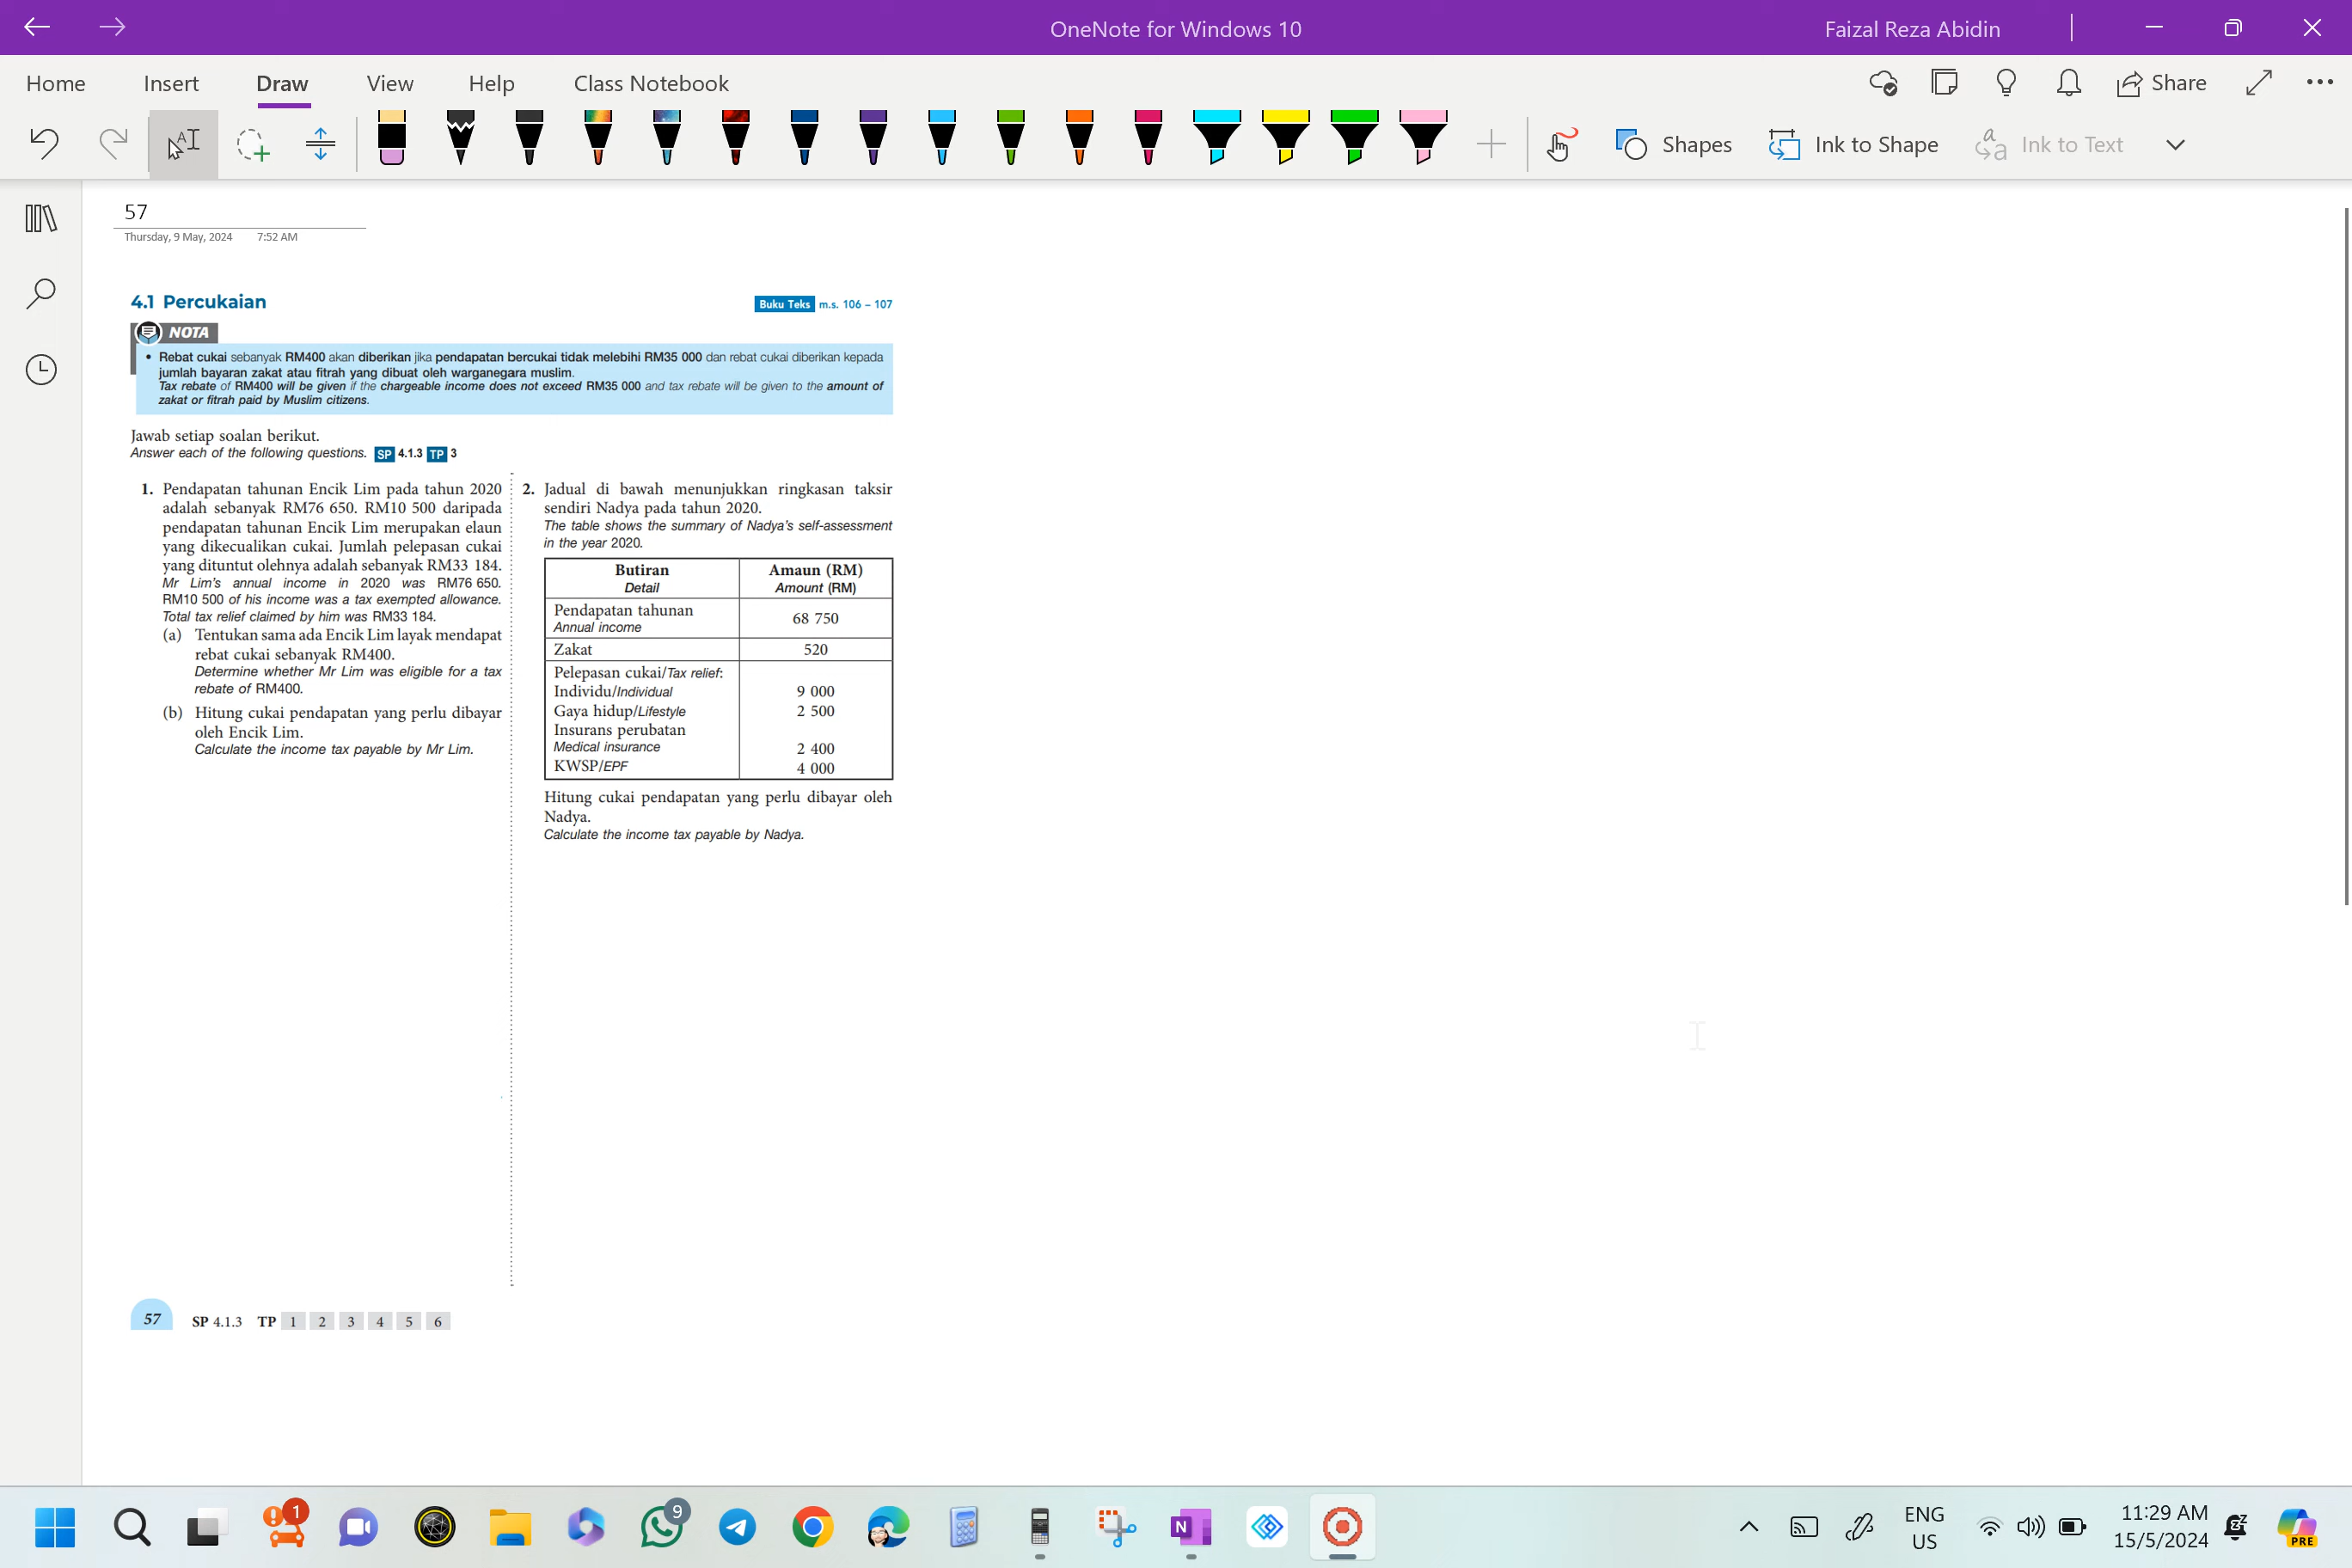 OneNote for Windows 10
Faizal Reza Abidin
Home Insert Draw View Help Class Notebook
Share
Shapes Ink to Shape Ink to Text
57
Thursday, 9 May, 2024 7:52 AM
4.1 Percukaian
Buku Teks m.s. 106 – 107
NOTA
• Rebat cukai sebanyak RM400 akan diberikan jika pendapatan bercukai tidak melebihi RM35 000 dan rebat cukai diberikan kepada
jumlah bayaran zakat atau fitrah yang dibuat oleh warganegara muslim.
Tax rebate of RM400 will be given if the chargeable income does not exceed RM35 000 and tax rebate will be given to the amount of
zakat or fitrah paid by Muslim citizens.
Jawab setiap soalan berikut.
Answer each of the following questions. SP 4.1.3 TP 3
1. Pendapatan tahunan Encik Lim pada tahun 2020
adalah sebanyak RM76 650. RM10 500 daripada
pendapatan tahunan Encik Lim merupakan elaun
yang dikecualikan cukai. Jumlah pelepasan cukai
yang dituntut olehnya adalah sebanyak RM33 184.
Mr Lim's annual income in 2020 was RM76 650.
RM10 500 of his income was a tax exempted allowance.
Total tax relief claimed by him was RM33 184.
(a) Tentukan sama ada Encik Lim layak mendapat
rebat cukai sebanyak RM400.
Determine whether Mr Lim was eligible for a tax
rebate of RM400.
(b) Hitung cukai pendapatan yang perlu dibayar
oleh Encik Lim.
Calculate the income tax payable by Mr Lim.
2. Jadual di bawah menunjukkan ringkasan taksir
sendiri Nadya pada tahun 2020.
The table shows the summary of Nadya's self-assessment
in the year 2020.
Butiran Amaun (RM)
Detail Amount (RM)
Pendapatan tahunan
Annual income
68 750
Zakat 520
Pelepasan cukai/Tax relief:
Individu/Individual 9 000
Gaya hidup/Lifestyle 2 500
Insurans perubatan
Medical insurance 2 400
KWSP/EPF 4 000
Hitung cukai pendapatan yang perlu dibayar oleh
Nadya.
Calculate the income tax payable by Nadya.
57 SP 4.1.3 TP 1 2 3 4 5 6
1
9
N
ENG
US
11:29 AM
15/5/2024
PRE